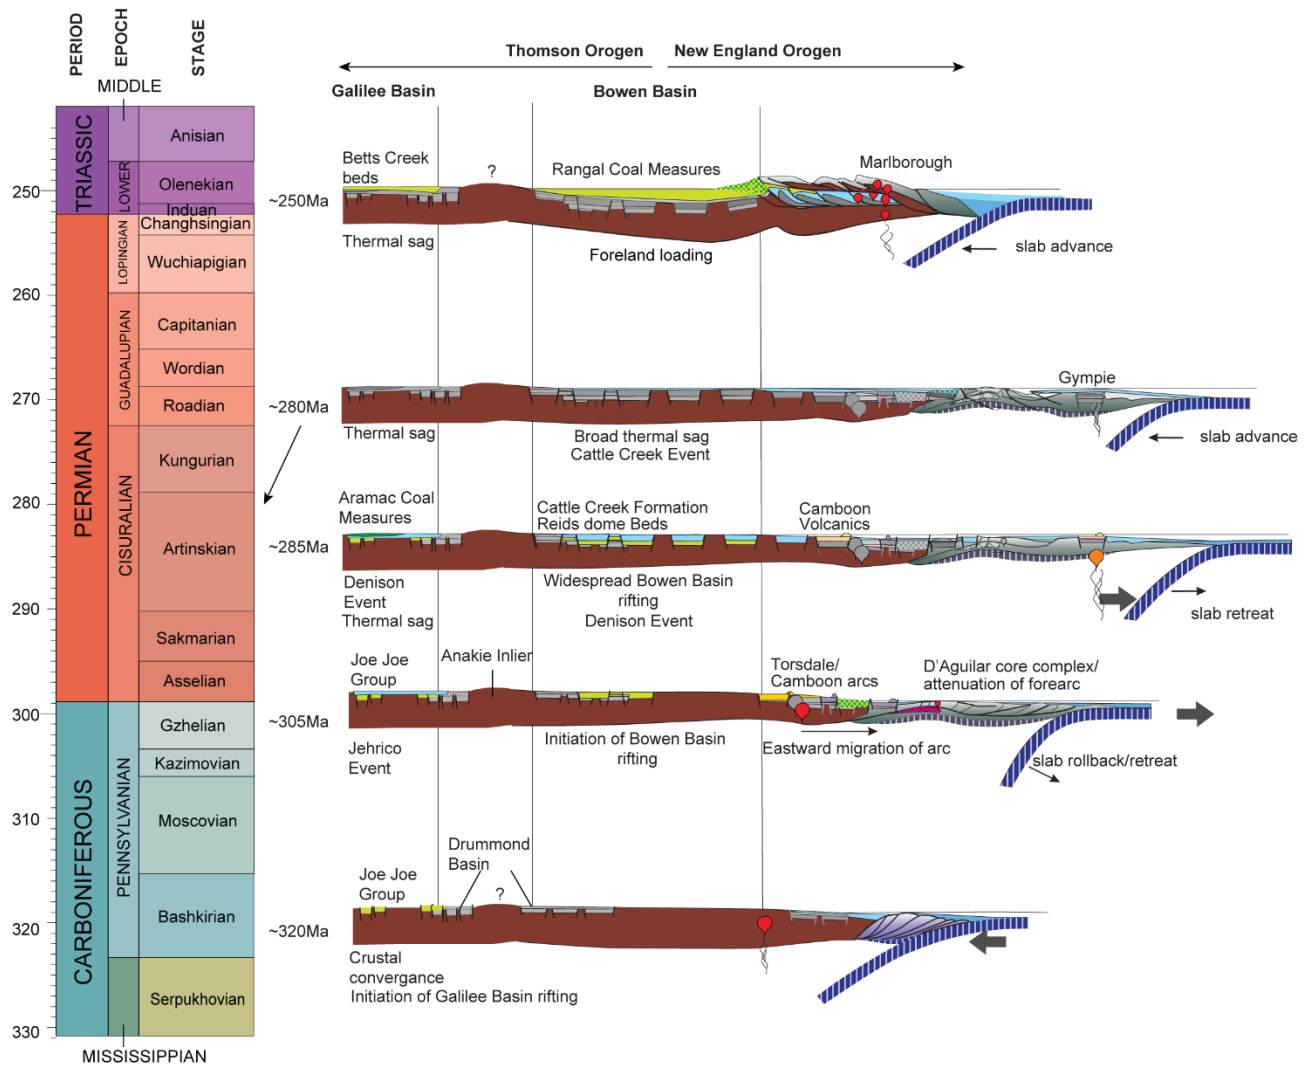 PERIOD
EPOCH
STAGE
MIDDLE
TRIASSIC
LOWER
Anisian
Olenekian
Induan
PERMIAN
LOPINGIAN
Changhsingian
Wuchiapigian
GUADALUPIAN
Capitanian
Wordian
Roadian
CISURALIAN
Kungurian
Artinskian
Sakmarian
Asselian
CARBONIFEROUS
PENNSYLVANIAN
Gzhelian
Kazimovian
Moscovian
Bashkirian
Serpukhovian
MISSISSIPPIAN
250
260
270
280
290
300
310
320
330
Thomson Orogen
New England Orogen
Galilee Basin
Bowen Basin
~250Ma
Betts Creek
beds
?
Rangal Coal Measures
Marlborough
Thermal sag
Foreland loading
slab advance
~280Ma
Gympie
Thermal sag
Broad thermal sag
Cattle Creek Event
slab advance
~285Ma
Aramac Coal
Measures
Cattle Creek Formation
Reids dome Beds
Camboon
Volcanics
Denison
Event
Thermal sag
Widespread Bowen Basin
rifting
Denison Event
slab retreat
~305Ma
Joe Joe
Group
Anakie Inlier
Torsdale/
Camboon arcs
D'Aguilar core complex/
attenuation of forearc
Jehrico
Event
Initiation of Bowen Basin
rifting
Eastward migration of arc
slab rollback/retreat
~320Ma
Joe Joe
Group
Drummond
Basin
?
Crustal
convergance
Initiation of Galilee Basin rifting